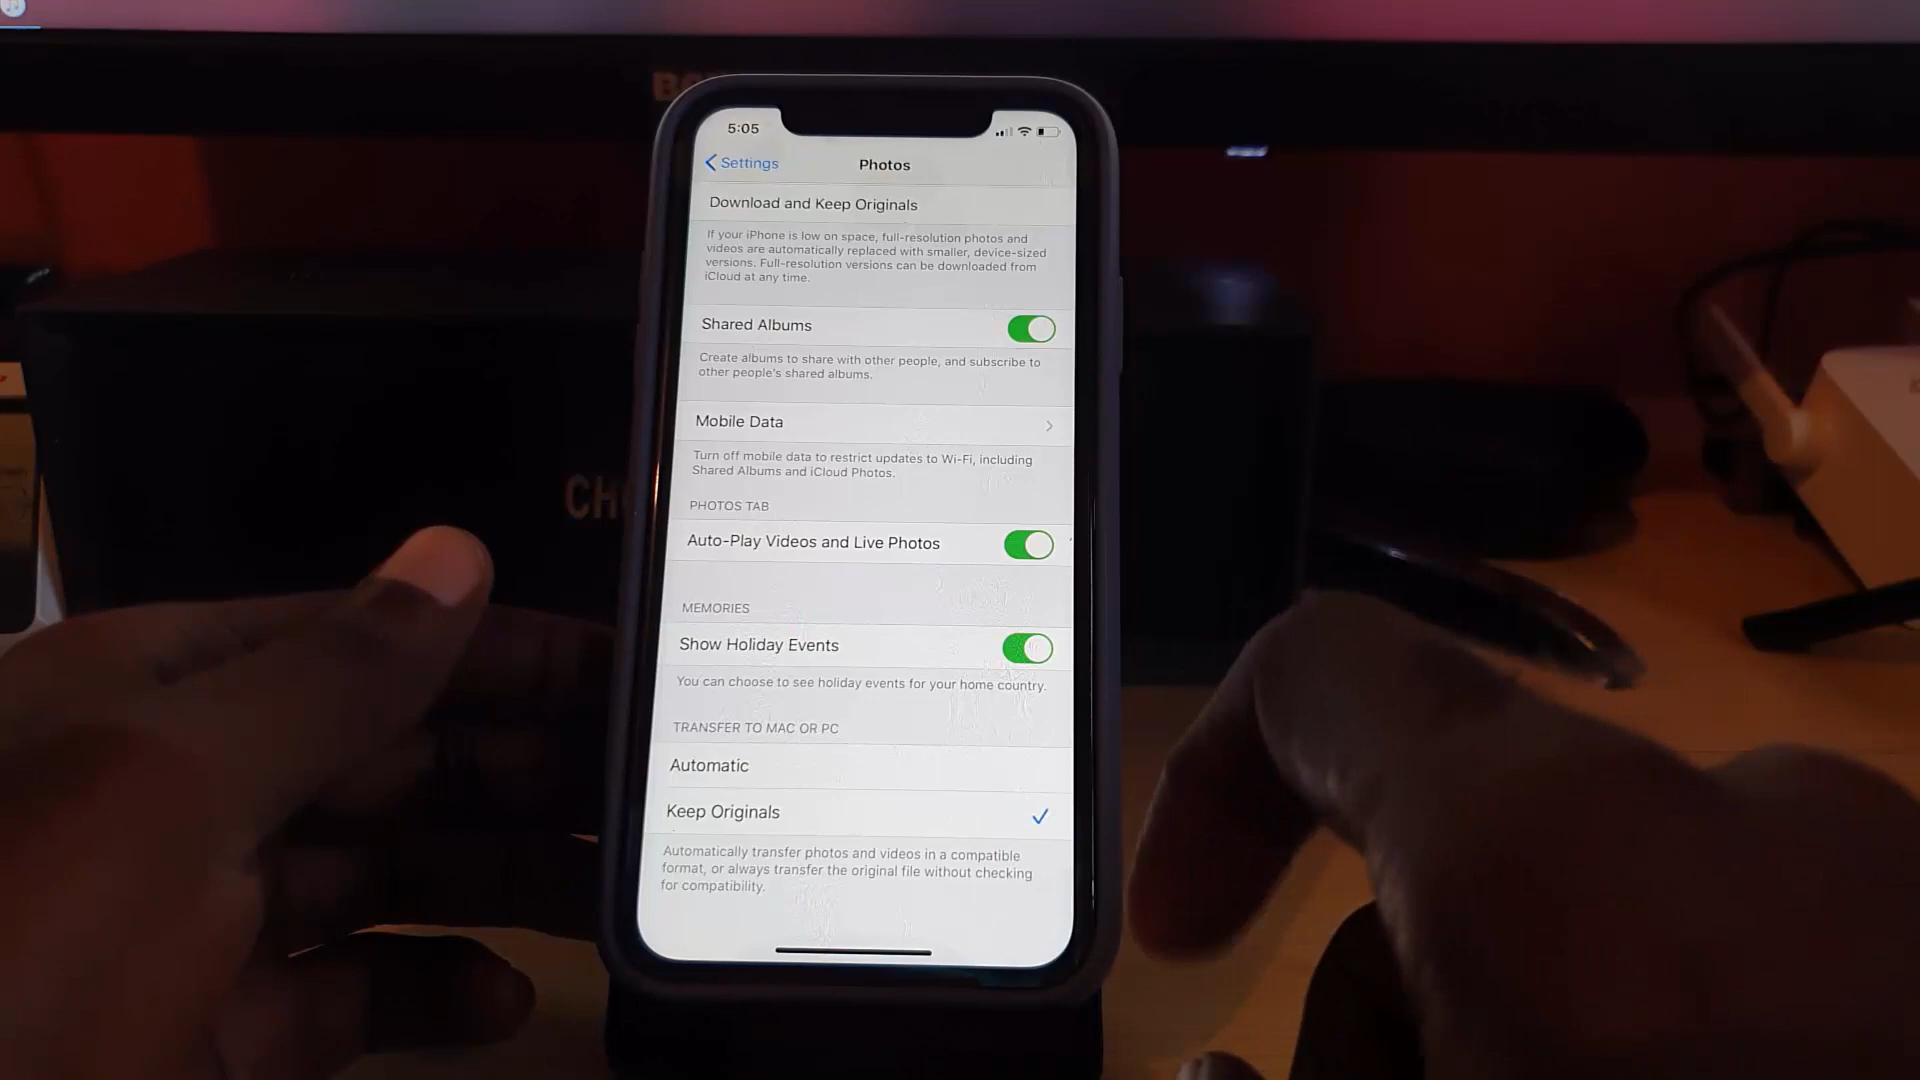 5:05
Settings
Photos
Download and Keep Originals
If your iPhone is low on space, full-resolution photos and
videos are automatically replaced with smaller, device-sized
versions. Full-resolution versions can be downloaded from
iCloud at any time.
Shared Albums
Create albums to share with other people, and subscribe to
other people's shared albums.
Mobile Data
Turn off mobile data to restrict updates to Wi-Fi, including
Shared Albums and iCloud Photos.
PHOTOS TAB
Auto-Play Videos and Live Photos
MEMORIES
Show Holiday Events
You can choose to see holiday events for your home country.
TRANSFER TO MAC OR PC
Automatic
Keep Originals
Automatically transfer photos and videos in a compatible
format, or always transfer the original file without checking
for compatibility.